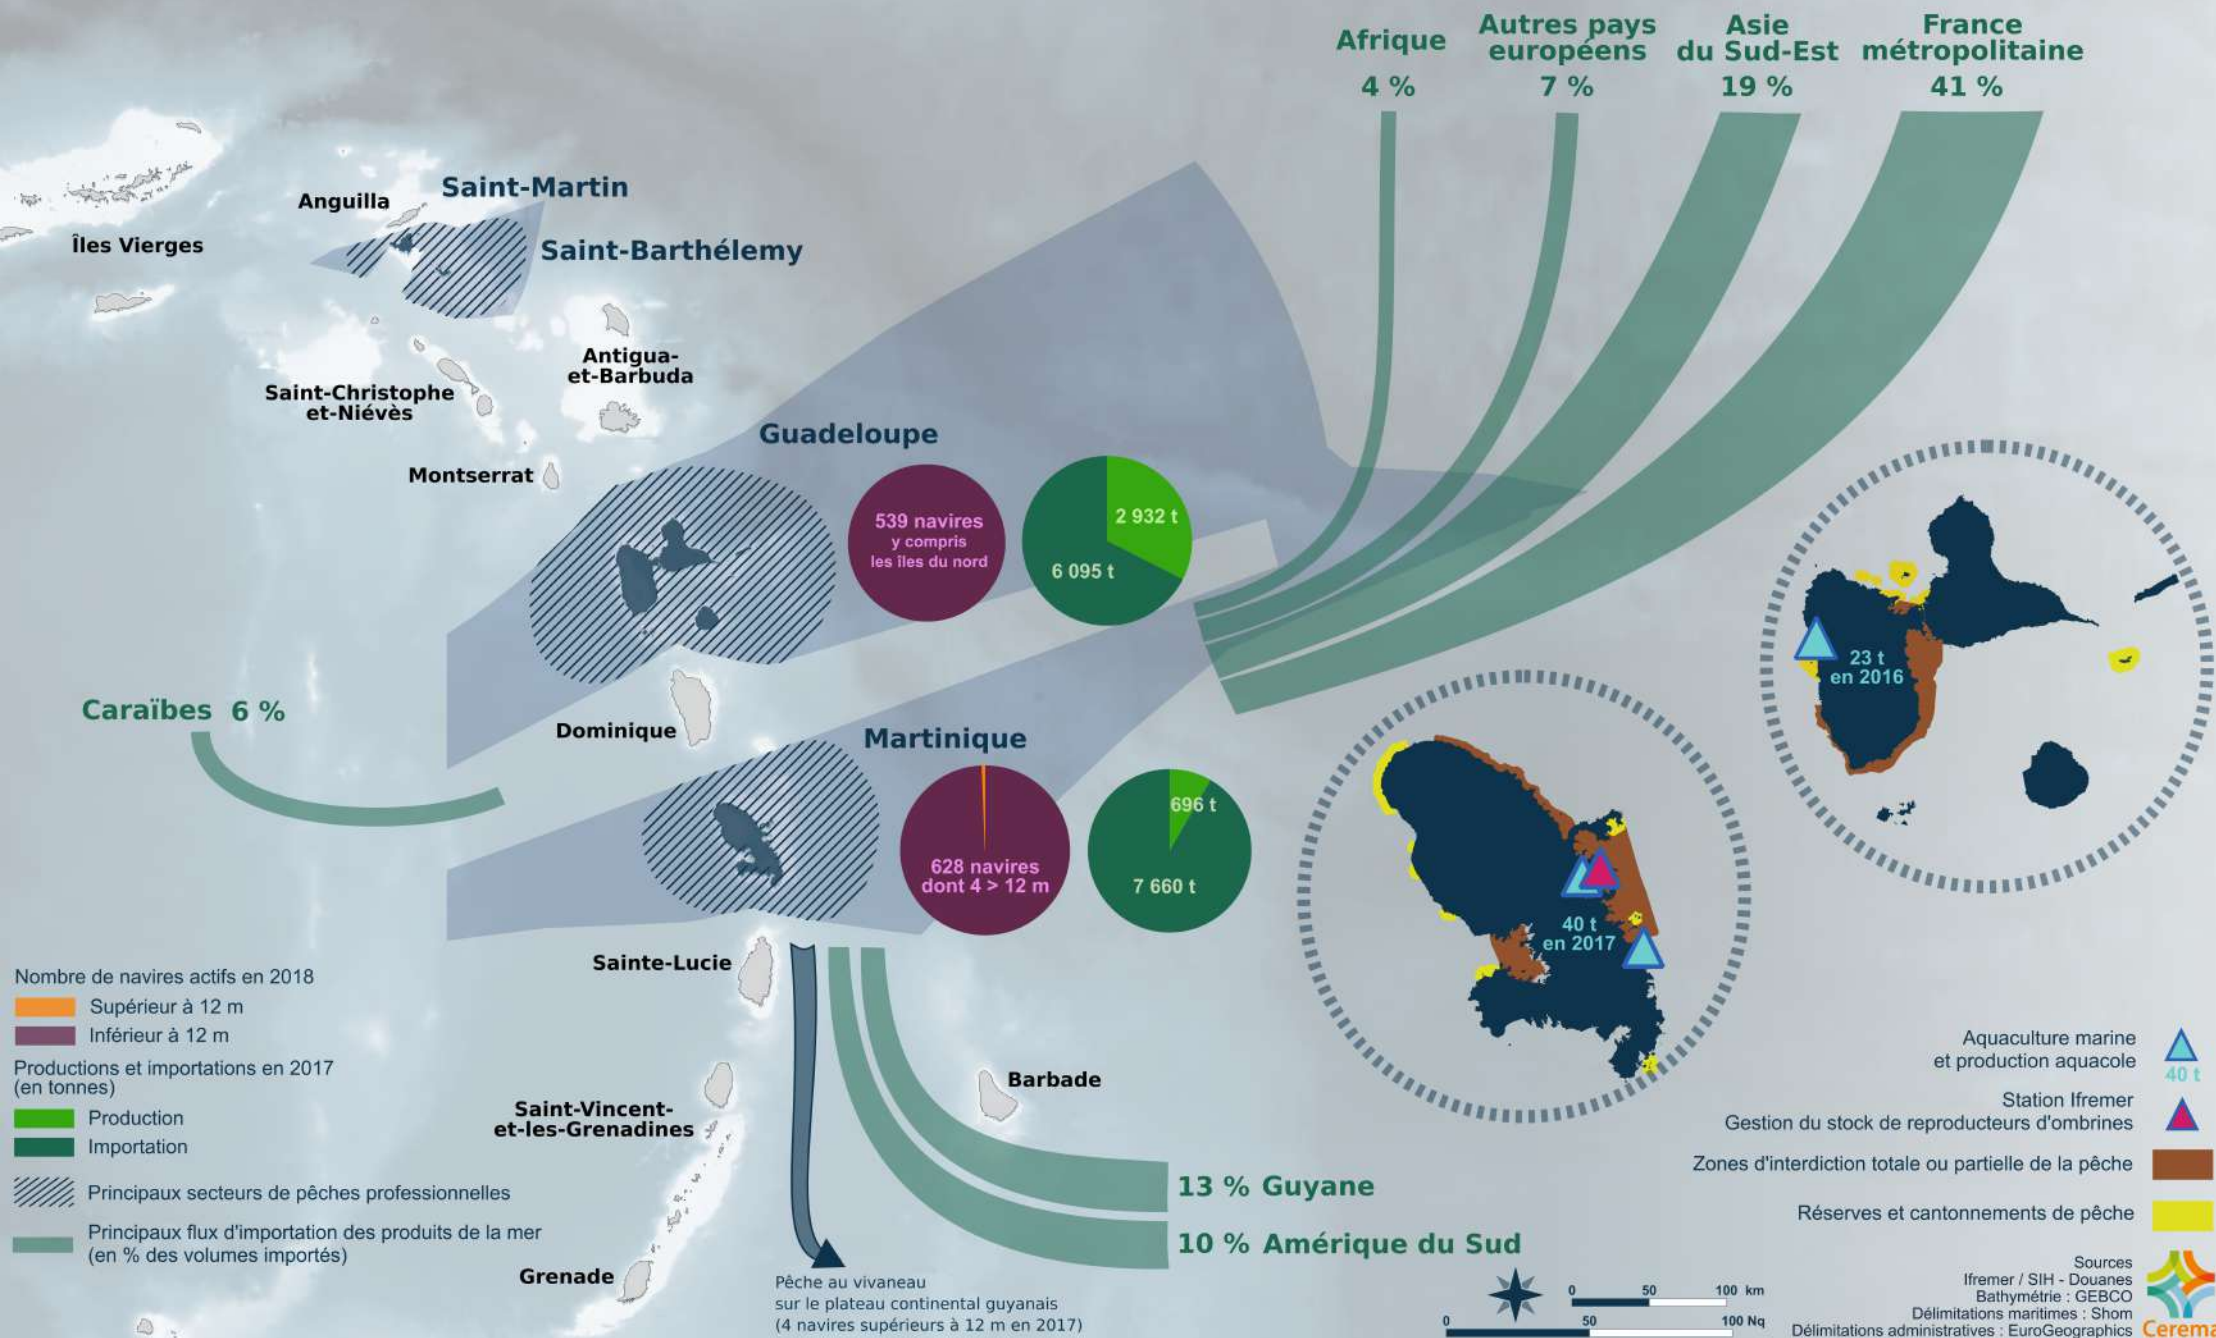 Afrique
4 %
Autres pays
européens
7 %
Asie
du Sud-Est
19 %
France
métropolitaine
41 %
Saint-Martin
Anguilla
Îles Vierges
Saint-Barthélemy
Antigua-
et-Barbuda
Saint-Christophe
et-Niévès
Montserrat
Guadeloupe
539 navires
y compris
les îles du nord
2 932 t
6 095 t
23 t
en 2016
Caraïbes 6 %
Dominique
Martinique
628 navires
dont 4 > 12 m
696 t
7 660 t
40 t
en 2017
Sainte-Lucie
Barbade
Saint-Vincent-
et-les-Grenadines
Grenade
13 % Guyane
10 % Amérique du Sud
Pêche au vivaneau
sur le plateau continental guyanais
(4 navires supérieurs à 12 m en 2017)
Nombre de navires actifs en 2018
Supérieur à 12 m
Inférieur à 12 m
Productions et importations en 2017
(en tonnes)
Production
Importation
Principaux secteurs de pêches professionnelles
Principaux flux d'importation des produits de la mer
(en % des volumes importés)
Aquaculture marine
et production aquacole
40 t
Station Ifremer
Gestion du stock de reproducteurs d'ombrines
Zones d'interdiction totale ou partielle de la pêche
Réserves et cantonnements de pêche
0 50 100 km
0 50 100 Nq
Sources
Ifremer / SIH - Douanes
Bathymétrie : GEBCO
Délimitations maritimes : Shom
Délimitations administratives : EuroGeographics
Cerema